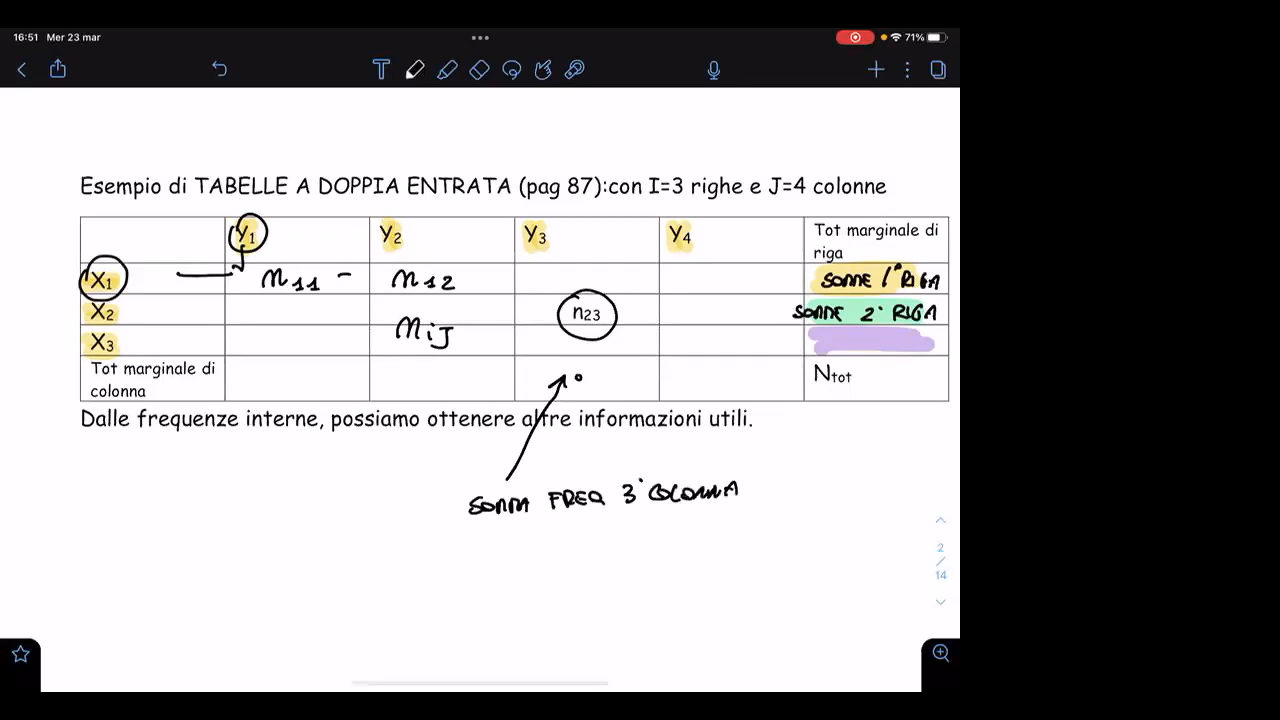 16:51 Mer 23 mar
71%
Esempio di TABELLE A DOPPIA ENTRATA (pag 87):con I=3 righe e J=4 colonne
Y1 Y2 Y3 Y4 Tot marginale di
riga
X1 n11 n12 SOMME 1ª RIGA
X2 n23 SOMME 2° RIGA
X3 nij
Tot marginale di
colonna
Ntot
Dalle frequenze interne, possiamo ottenere altre informazioni utili.
SOMMA FREQ 3° COLONNA
2
/
14